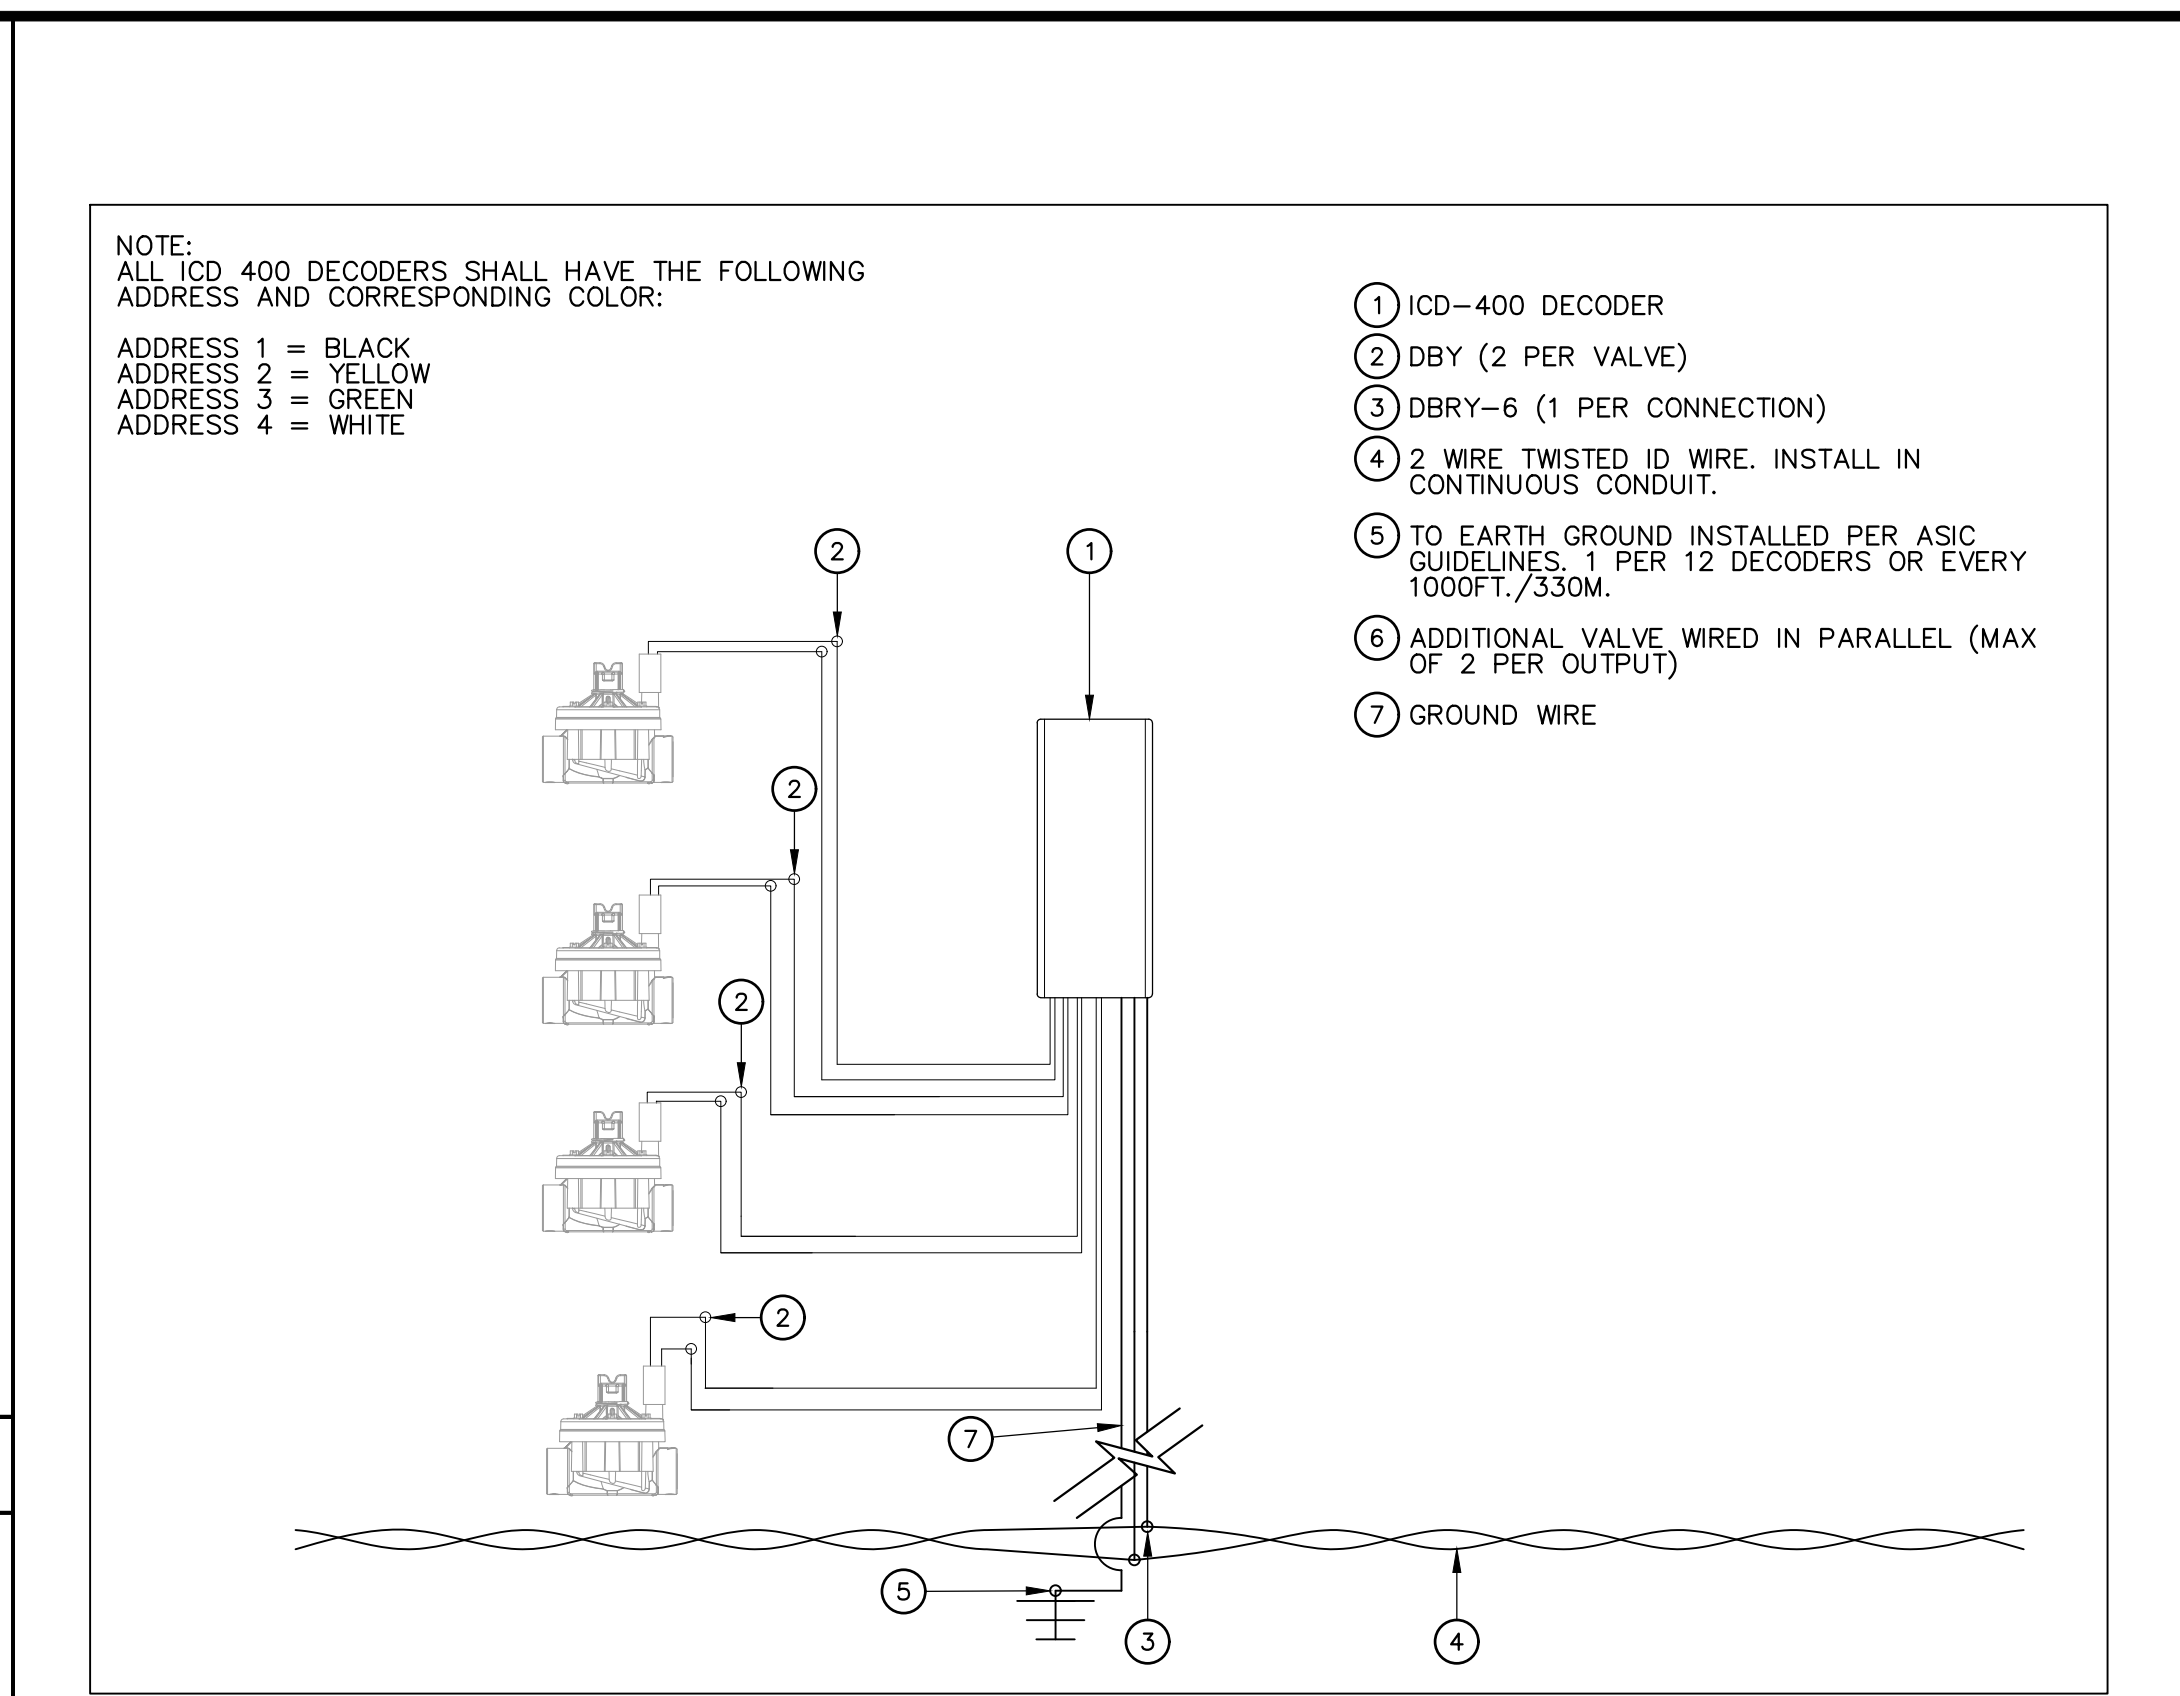 NOTE:
ALL ICD 400 DECODERS SHALL HAVE THE FOLLOWING
ADDRESS AND CORRESPONDING COLOR:
ADDRESS 1 = BLACK
ADDRESS 2 = YELLOW
ADDRESS 3 = GREEN
ADDRESS 4 = WHITE
1 ICD-400 DECODER
2 DBY (2 PER VALVE)
3 DBRY-6 (1 PER CONNECTION)
4 2 WIRE TWISTED ID WIRE. INSTALL IN
CONTINUOUS CONDUIT.
5 TO EARTH GROUND INSTALLED PER ASIC
GUIDELINES. 1 PER 12 DECODERS OR EVERY
1000FT./330M.
6 ADDITIONAL VALVE WIRED IN PARALLEL (MAX
OF 2 PER OUTPUT)
7 GROUND WIRE
2
1
2
2
2
7
5
3
4